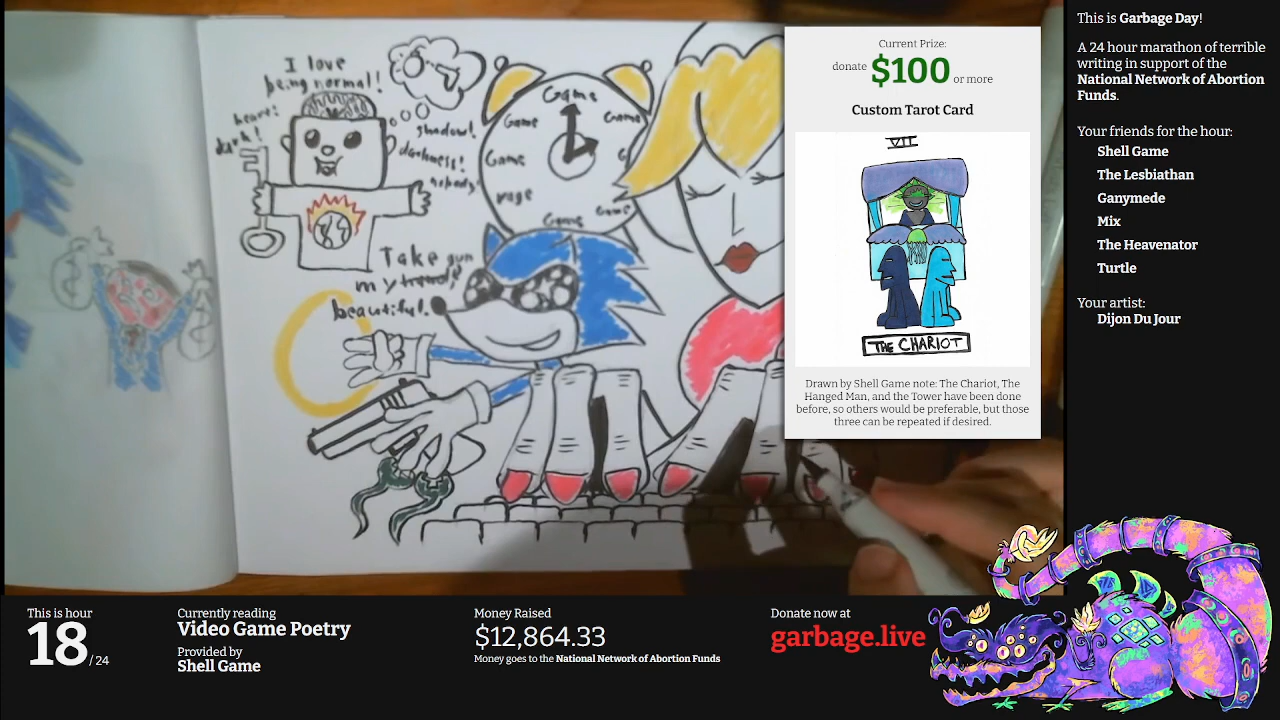 I love
being normal!
heart:
dark!
shadow!
darkness!
nobody!
Game
Game
Game
Game
page
Game
Game
Take gun
my friend!
beautiful.
Current Prize:
donate $100 or more
Custom Tarot Card
VII
THE CHARIOT
Drawn by Shell Game note: The Chariot, The
Hanged Man, and the Tower have been done
before, so others would be preferable, but those
three can be repeated if desired.
This is Garbage Day!
A 24 hour marathon of terrible
writing in support of the
National Network of Abortion
Funds.
Your friends for the hour:
Shell Game
The Lesbiathan
Ganymede
Mix
The Heavenator
Turtle
Your artist:
Dijon Du Jour
This is hour
18 / 24
Currently reading
Video Game Poetry
Provided by
Shell Game
Money Raised
$12,864.33
Money goes to the National Network of Abortion Funds
Donate now at
garbage.live